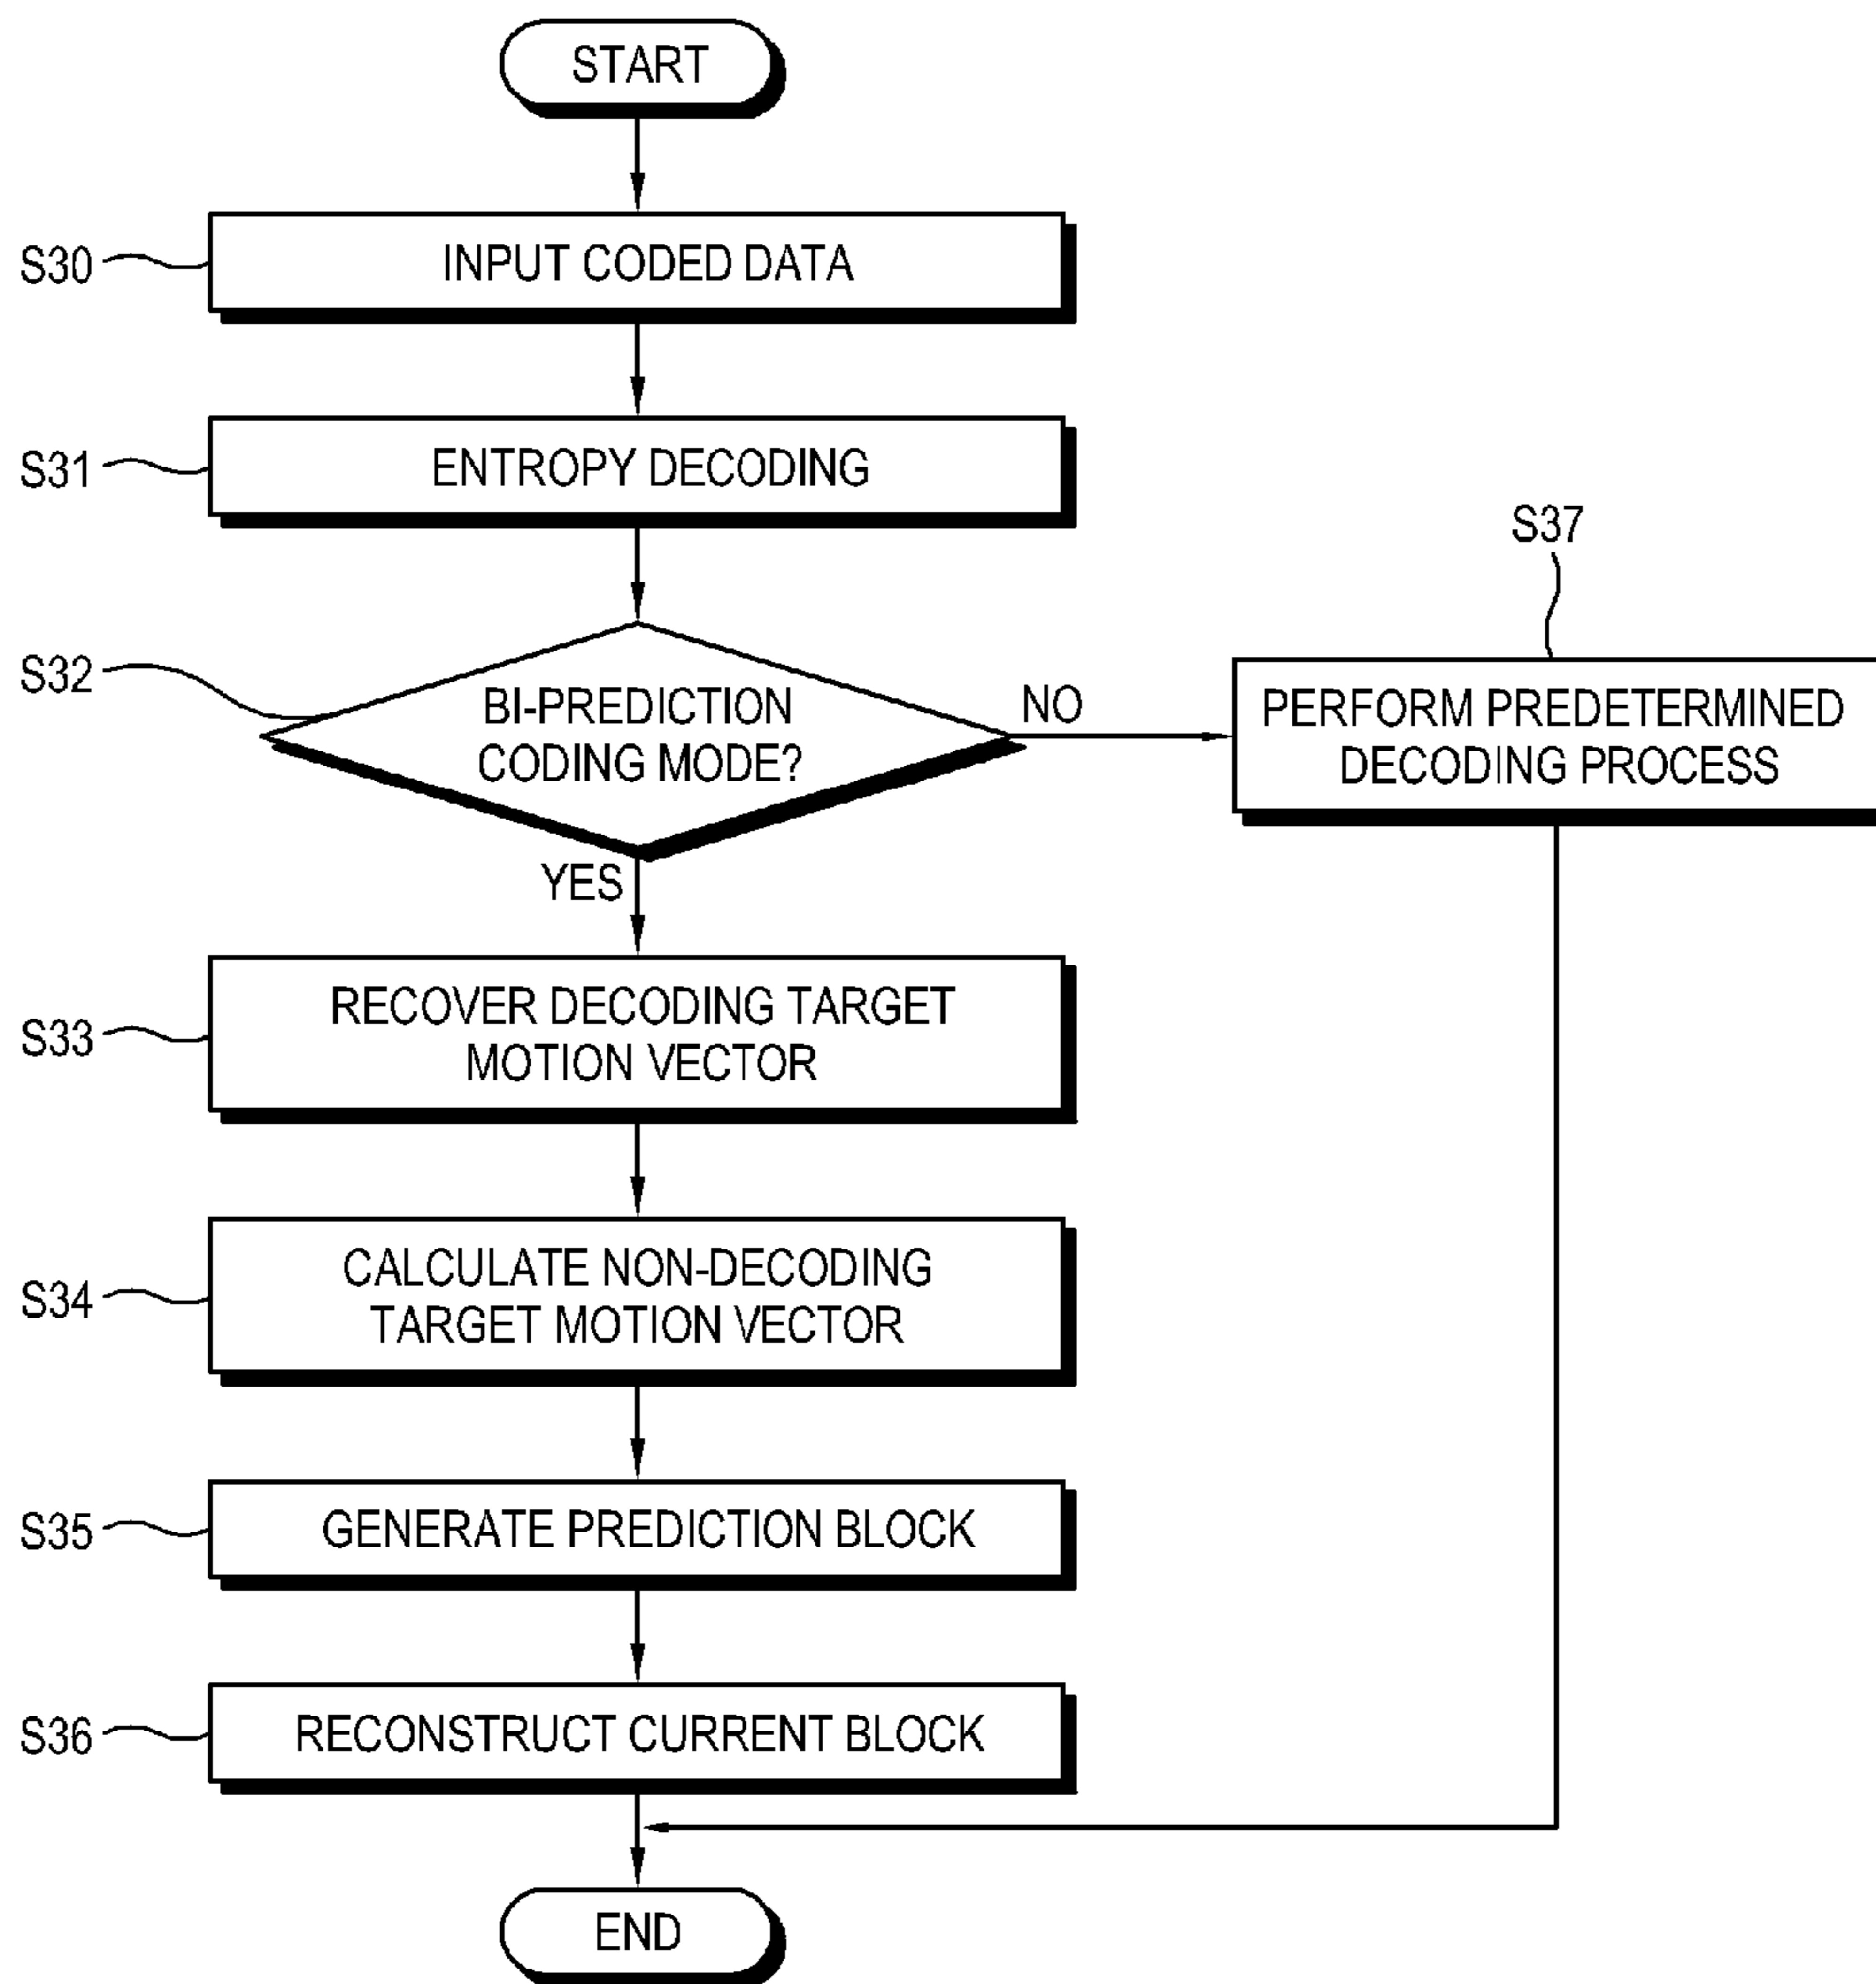 START
S30
INPUT CODED DATA
S31
ENTROPY DECODING
S37
S32
BI-PREDICTION
CODING MODE?
NO
PERFORM PREDETERMINED
DECODING PROCESS
YES
S33
RECOVER DECODING TARGET
MOTION VECTOR
S34
CALCULATE NON-DECODING
TARGET MOTION VECTOR
S35
GENERATE PREDICTION BLOCK
S36
RECONSTRUCT CURRENT BLOCK
END